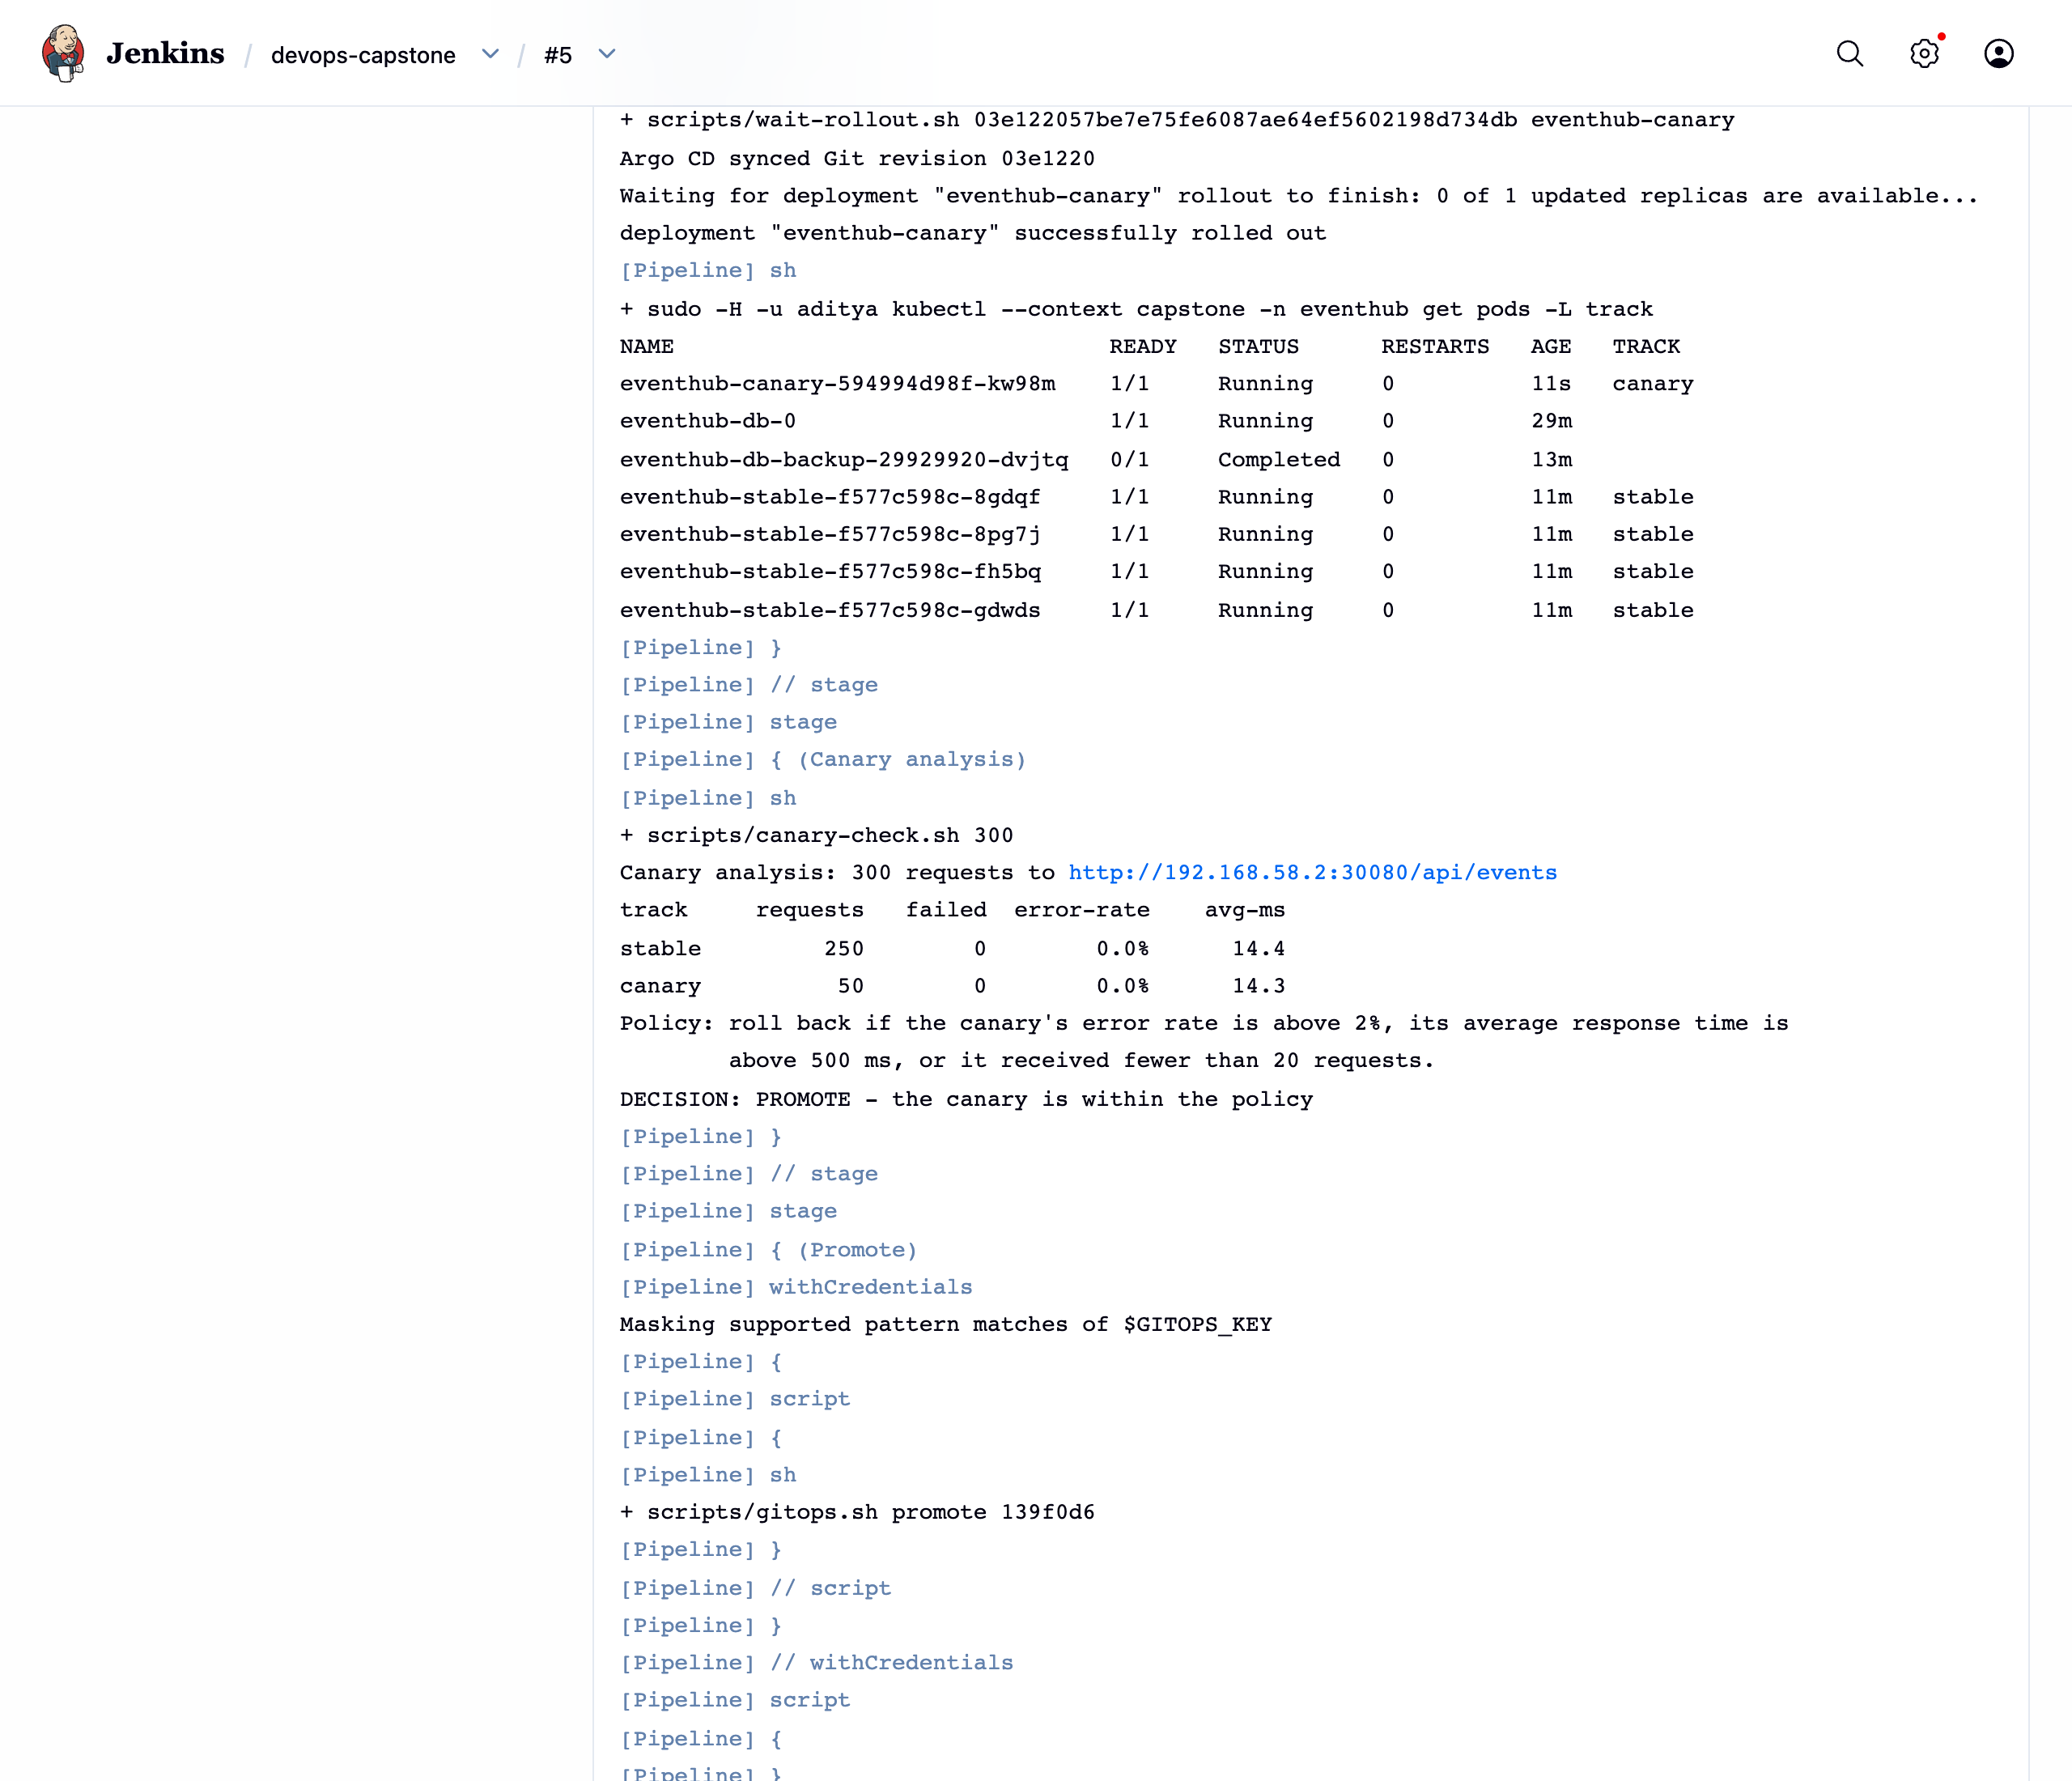 Jenkins / devops-capstone / #5
+ scripts/wait-rollout.sh 03e122057be7e75fe6087ae64ef5602198d734db eventhub-canary
Argo CD synced Git revision 03e1220
Waiting for deployment "eventhub-canary" rollout to finish: 0 of 1 updated replicas are available...
deployment "eventhub-canary" successfully rolled out
[Pipeline] sh
+ sudo -H -u aditya kubectl --context capstone -n eventhub get pods -L track
NAME                                READY   STATUS      RESTARTS   AGE   TRACK
eventhub-canary-594994d98f-kw98m    1/1     Running     0          11s   canary
eventhub-db-0                       1/1     Running     0          29m
eventhub-db-backup-29929920-dvjtq   0/1     Completed   0          13m
eventhub-stable-f577c598c-8gdqf     1/1     Running     0          11m   stable
eventhub-stable-f577c598c-8pg7j     1/1     Running     0          11m   stable
eventhub-stable-f577c598c-fh5bq     1/1     Running     0          11m   stable
eventhub-stable-f577c598c-gdwds     1/1     Running     0          11m   stable
[Pipeline] }
[Pipeline] // stage
[Pipeline] stage
[Pipeline] { (Canary analysis)
[Pipeline] sh
+ scripts/canary-check.sh 300
Canary analysis: 300 requests to http://192.168.58.2:30080/api/events
track     requests   failed  error-rate    avg-ms
stable         250        0        0.0%      14.4
canary          50        0        0.0%      14.3
Policy: roll back if the canary's error rate is above 2%, its average response time is
        above 500 ms, or it received fewer than 20 requests.
DECISION: PROMOTE - the canary is within the policy
[Pipeline] }
[Pipeline] // stage
[Pipeline] stage
[Pipeline] { (Promote)
[Pipeline] withCredentials
Masking supported pattern matches of $GITOPS_KEY
[Pipeline] {
[Pipeline] script
[Pipeline] {
[Pipeline] sh
+ scripts/gitops.sh promote 139f0d6
[Pipeline] }
[Pipeline] // script
[Pipeline] }
[Pipeline] // withCredentials
[Pipeline] script
[Pipeline] {
[Pipeline] }